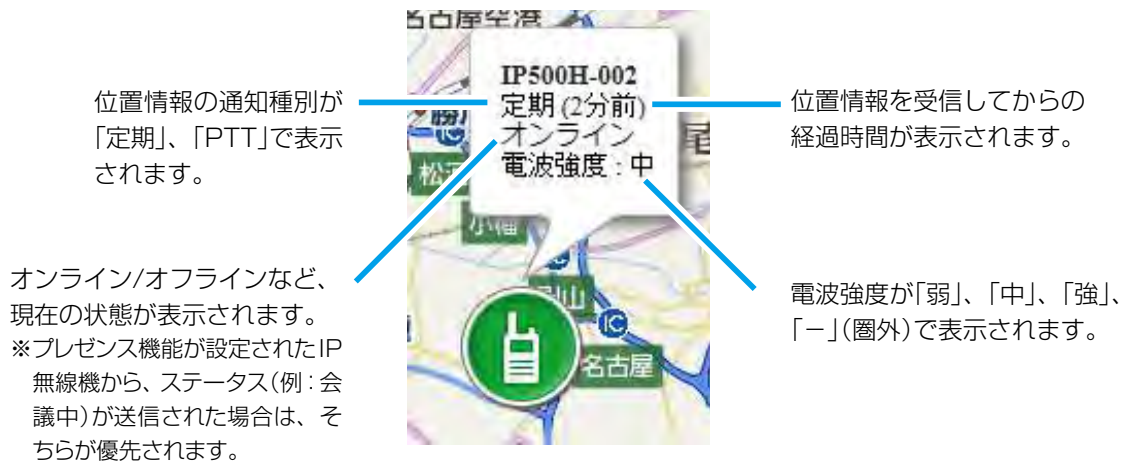 名古屋空港
IP500H-002
定期 (2分前)
オンライン
電波強度 : 中
位置情報の通知種別が
「定期」、「PTT」で表示
されます。
位置情報を受信してからの
経過時間が表示されます。
オンライン/オフラインなど、
現在の状態が表示されます。
※プレゼンス機能が設定されたIP
無線機から、ステータス(例：会
議中)が送信された場合は、そ
ちらが優先されます。
電波強度が「弱」、「中」、「強」、
「－」(圏外)で表示されます。
勝
IC
松
小幡
IC
山
IC
名古屋